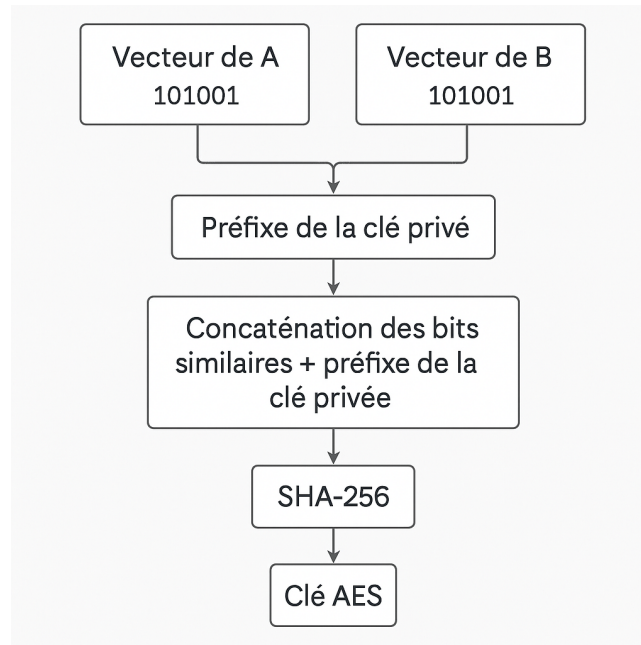 Vecteur de A
101001
Vecteur de B
101001
Préfixe de la clé privé
Concaténation des bits
similaires + préfixe de la
clé privée
SHA-256
Clé AES